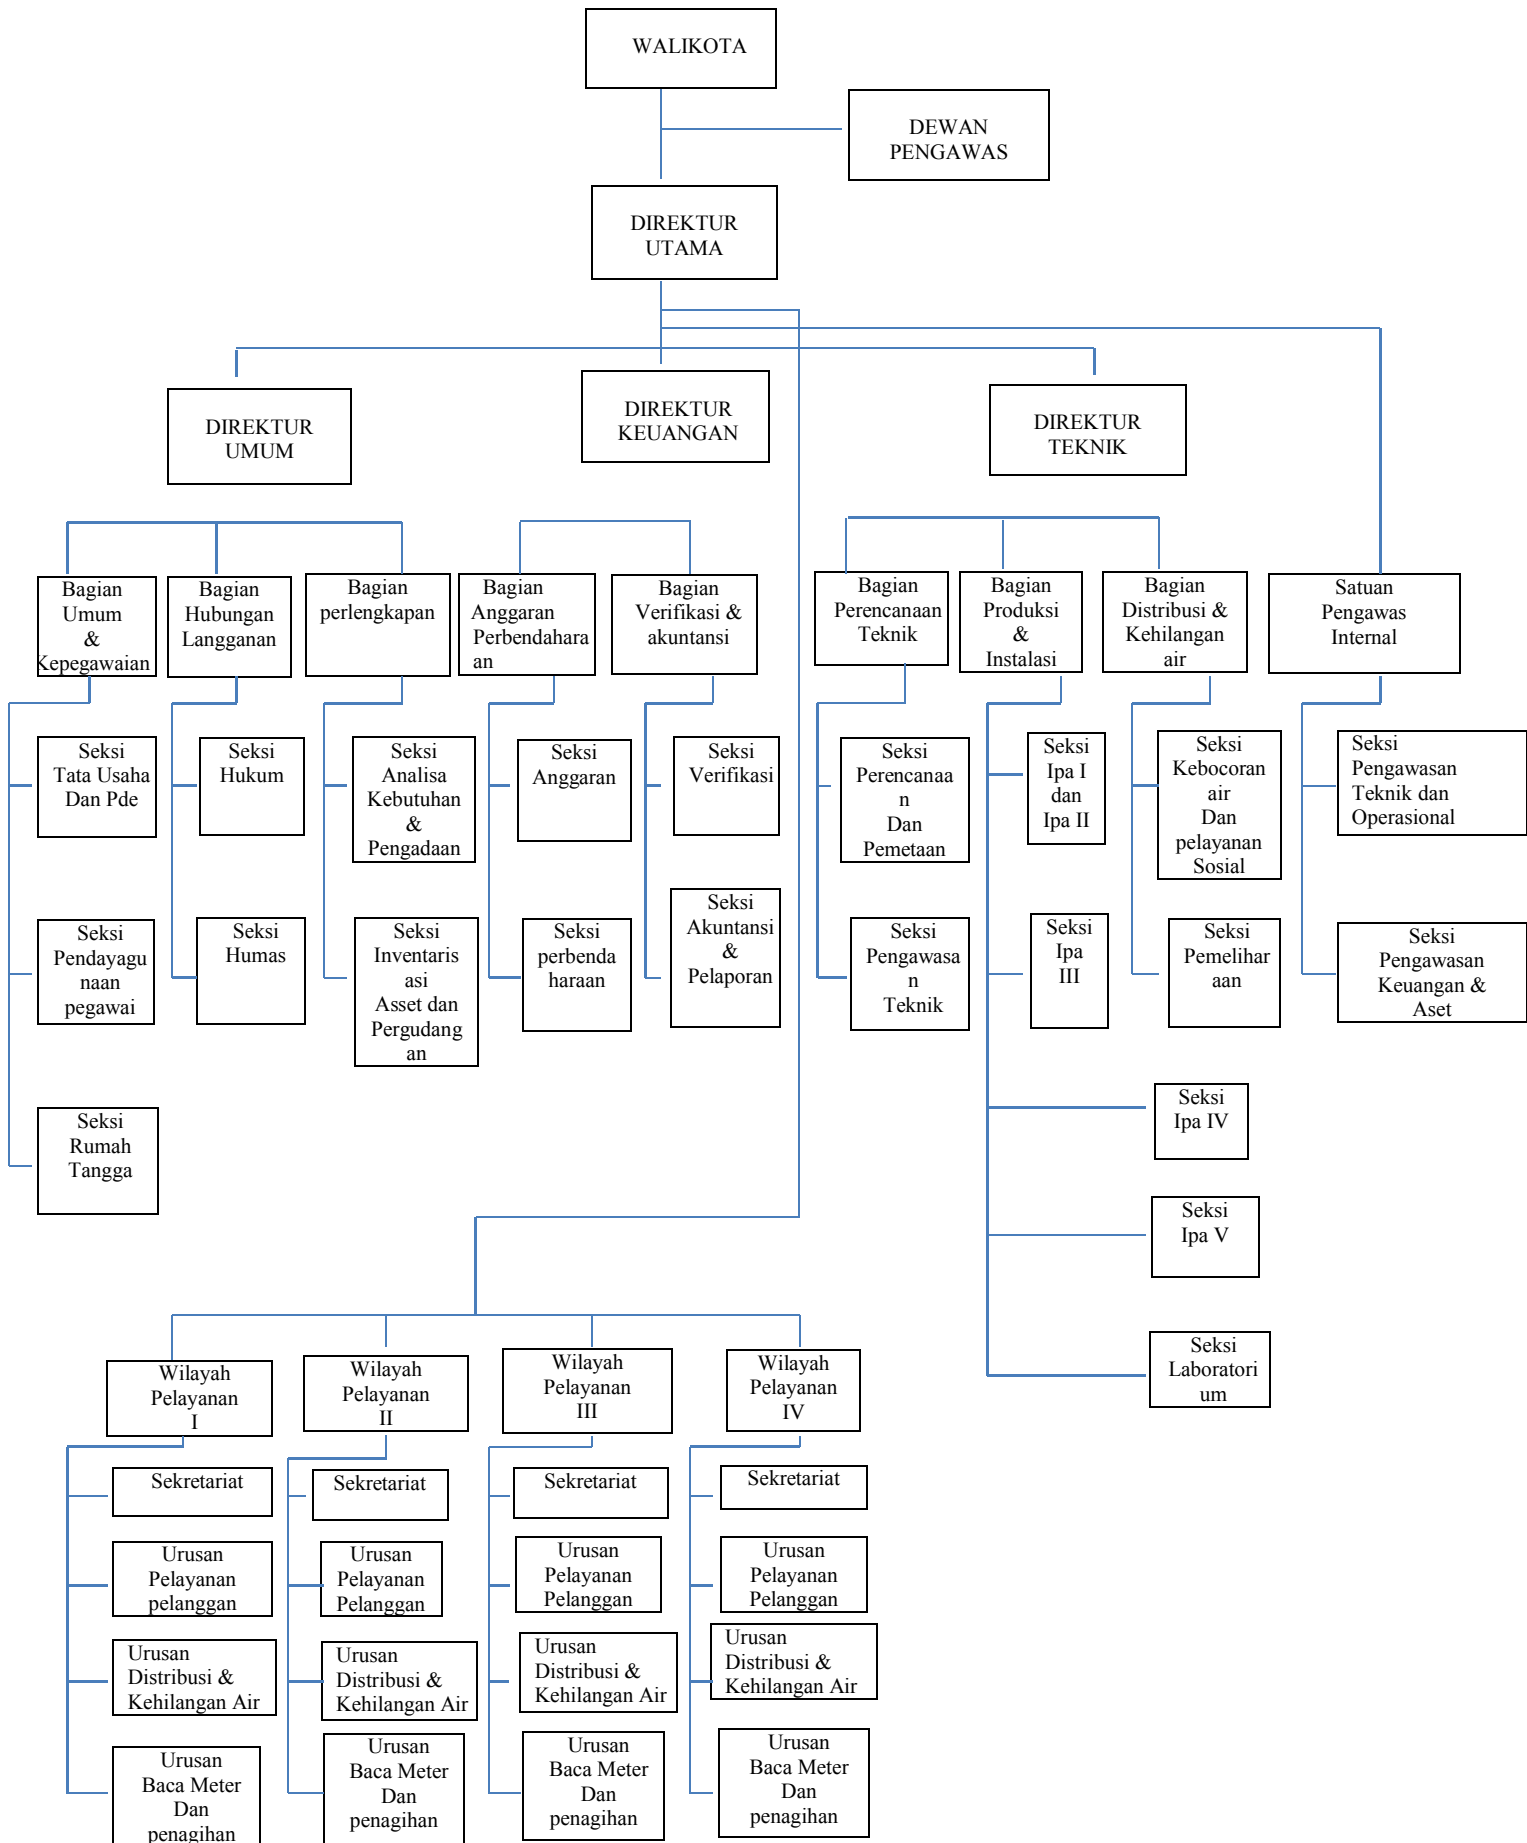 WALIKOTA
DEWAN
PENGAWAS
DIREKTUR
UTAMA
DIREKTUR
UMUM
DIREKTUR
KEUANGAN
DIREKTUR
TEKNIK
Bagian
Umum
&
Kepegawaian
Bagian
Hubungan
Langganan
Bagian
perlengkapan
Bagian
Anggaran
Perbendahara
an
Bagian
Verifikasi &
akuntansi
Bagian
Perencanaan
Teknik
Bagian
Produksi
&
Instalasi
Bagian
Distribusi &
Kehilangan
air
Satuan
Pengawas
Internal
Seksi
Tata Usaha
Dan Pde
Seksi
Hukum
Seksi
Analisa
Kebutuhan
&
Pengadaan
Seksi
Anggaran
Seksi
Verifikasi
Seksi
Perencanaa
n
Dan
Pemetaan
Seksi
Ipa I
dan
Ipa II
Seksi
Kebocoran
air
Dan
pelayanan
Sosial
Seksi
Pengawasan
Teknik dan
Operasional
Seksi
Pendayagu
naan
pegawai
Seksi
Humas
Seksi
Inventaris
asi
Asset dan
Pergudang
an
Seksi
perbenda
haraan
Seksi
Akuntansi
&
Pelaporan
Seksi
Pengawasa
n
Teknik
Seksi
Ipa
III
Seksi
Pemelihar
aan
Seksi
Pengawasan
Keuangan &
Aset
Seksi
Rumah
Tangga
Seksi
Ipa IV
Seksi
Ipa V
Seksi
Laboratori
um
Wilayah
Pelayanan
I
Wilayah
Pelayanan
II
Wilayah
Pelayanan
III
Wilayah
Pelayanan
IV
Sekretariat
Sekretariat
Sekretariat
Sekretariat
Urusan
Pelayanan
pelanggan
Urusan
Pelayanan
Pelanggan
Urusan
Pelayanan
Pelanggan
Urusan
Pelayanan
Pelanggan
Urusan
Distribusi &
Kehilangan Air
Urusan
Distribusi &
Kehilangan Air
Urusan
Distribusi &
Kehilangan Air
Urusan
Distribusi &
Kehilangan Air
Urusan
Baca Meter
Dan
penagihan
Urusan
Baca Meter
Dan
penagihan
Urusan
Baca Meter
Dan
penagihan
Urusan
Baca Meter
Dan
penagihan